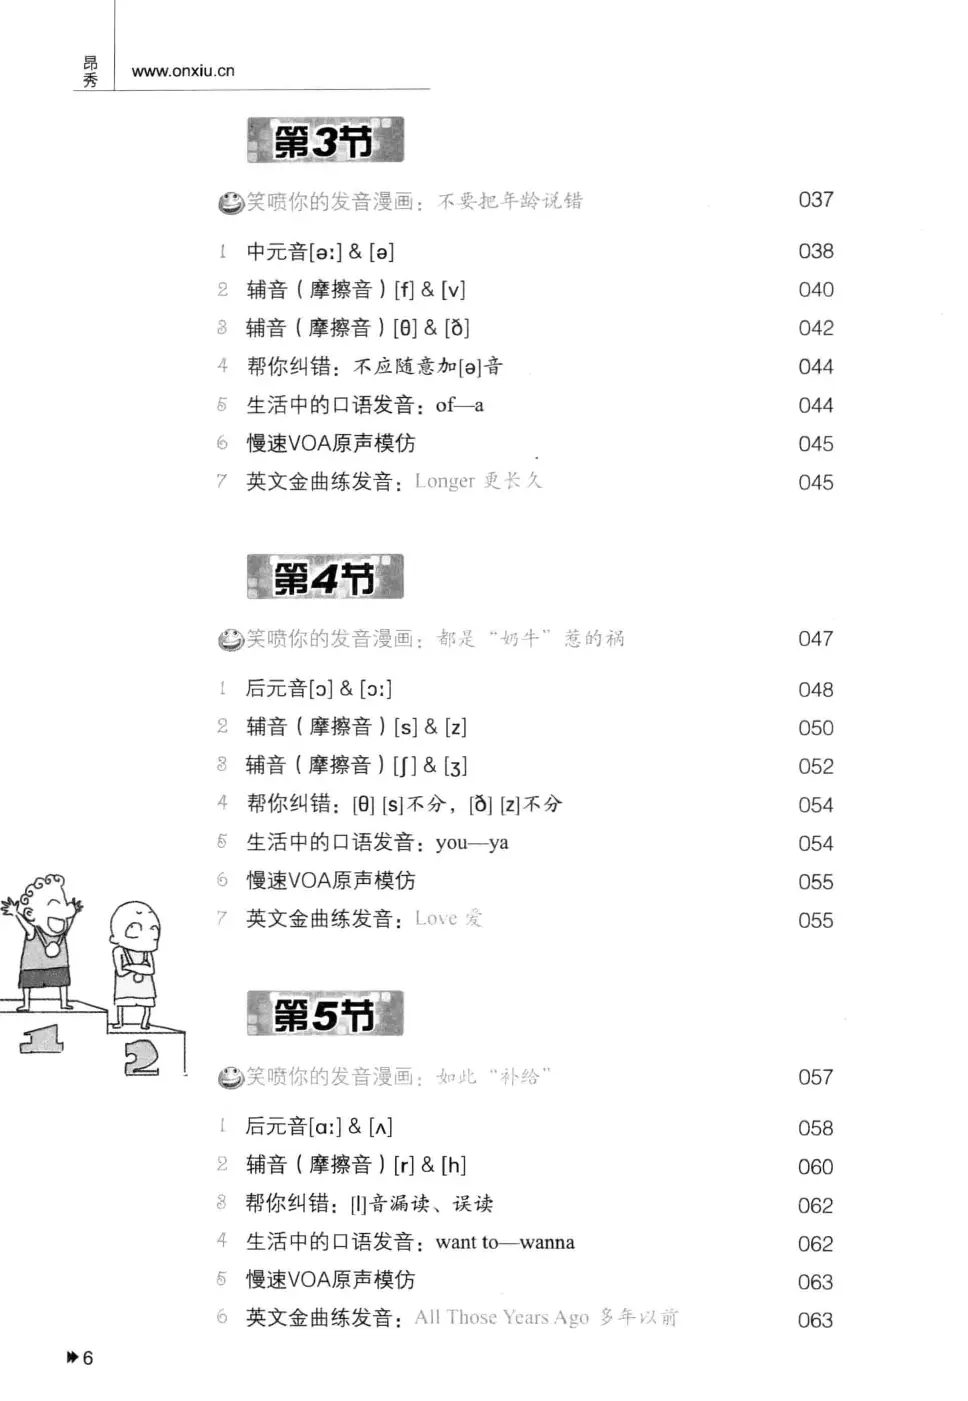 昂秀
www.onxiu.cn
第3节
笑喷你的发音漫画：不要把年龄说错 037
1 中元音[ə:] & [ə] 038
2 辅音（摩擦音）[f] & [v] 040
3 辅音（摩擦音）[θ] & [ð] 042
4 帮你纠错：不应随意加[ə]音 044
5 生活中的口语发音：of—a 044
6 慢速VOA原声模仿 045
7 英文金曲练发音：Longer 更长久 045
第4节
笑喷你的发音漫画：都是“奶牛”惹的祸 047
1 后元音[ɔ] & [ɔ:] 048
2 辅音（摩擦音）[s] & [z] 050
3 辅音（摩擦音）[ʃ] & [ʒ] 052
4 帮你纠错：[θ] [s]不分，[ð] [z]不分 054
5 生活中的口语发音：you—ya 054
6 慢速VOA原声模仿 055
7 英文金曲练发音：Love 爱 055
1
2
第5节
笑喷你的发音漫画：如此“补给” 057
1 后元音[ɑ:] & [ʌ] 058
2 辅音（摩擦音）[r] & [h] 060
3 帮你纠错：[l]音漏读、误读 062
4 生活中的口语发音：want to—wanna 062
5 慢速VOA原声模仿 063
6 英文金曲练发音：All Those Years Ago 多年以前 063
6